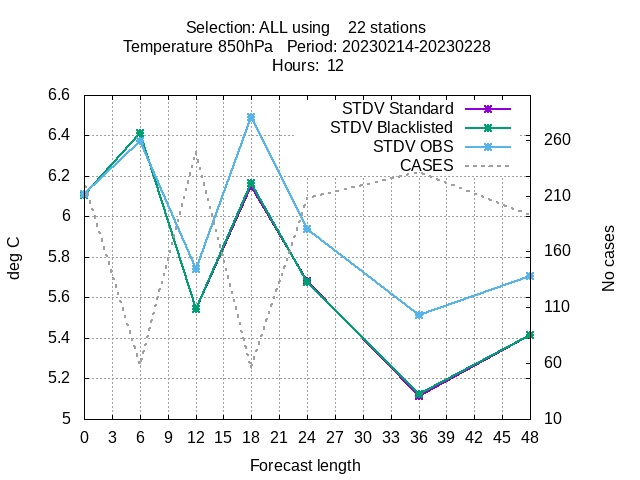 Selection: ALL using    22 stations
Temperature 850hPa   Period: 20230214-20230228
Hours:  12
STDV Standard
STDV Blacklisted
STDV OBS
CASES
6.6
6.4
6.2
6
5.8
5.6
5.4
5.2
5
260
210
160
110
60
10
deg C
No cases
0 3 6 9 12 15 18 21 24 27 30 33 36 39 42 45 48
Forecast length